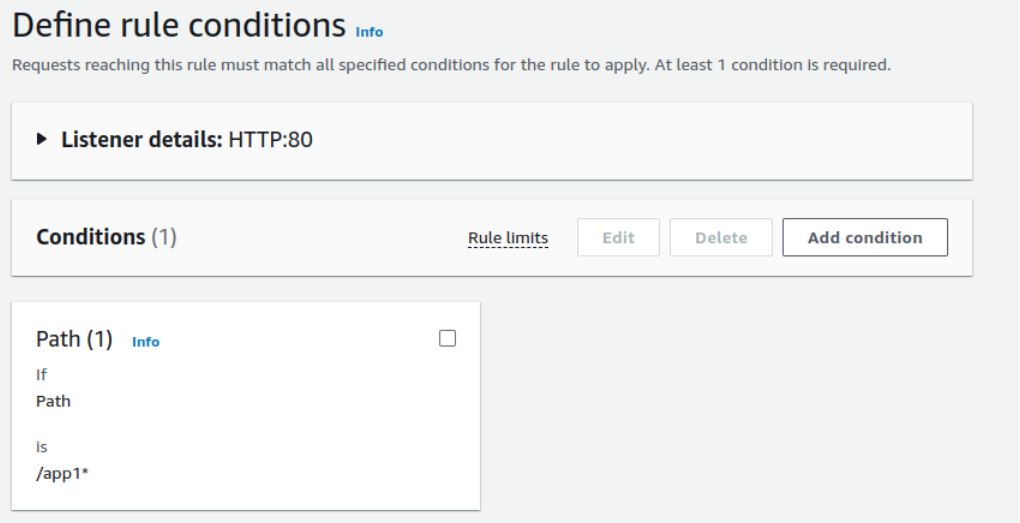 Define rule conditions Info
Requests reaching this rule must match all specified conditions for the rule to apply. At least 1 condition is required.
Listener details: HTTP:80
Conditions (1) Rule limits Edit Delete Add condition
Path (1) Info
If
Path
is
/app1*